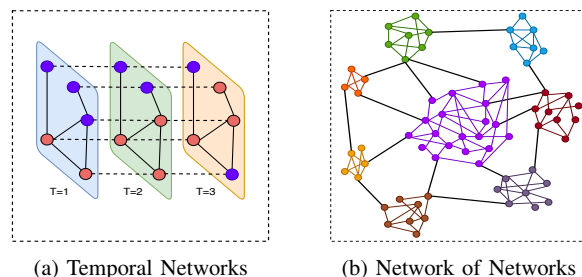 T=1
T=2
T=3
(a) Temporal Networks
(b) Network of Networks